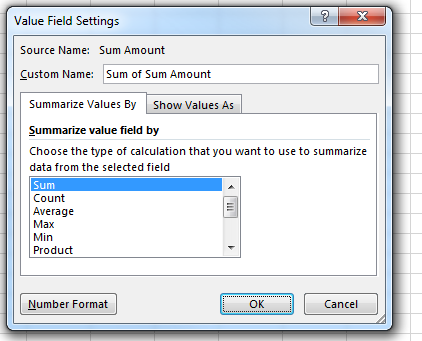 Value Field Settings
Source Name: Sum Amount
Custom Name: Sum of Sum Amount
Summarize Values By Show Values As
Summarize value field by
Choose the type of calculation that you want to use to summarize
data from the selected field
Sum
Count
Average
Max
Min
Product
Number Format OK Cancel